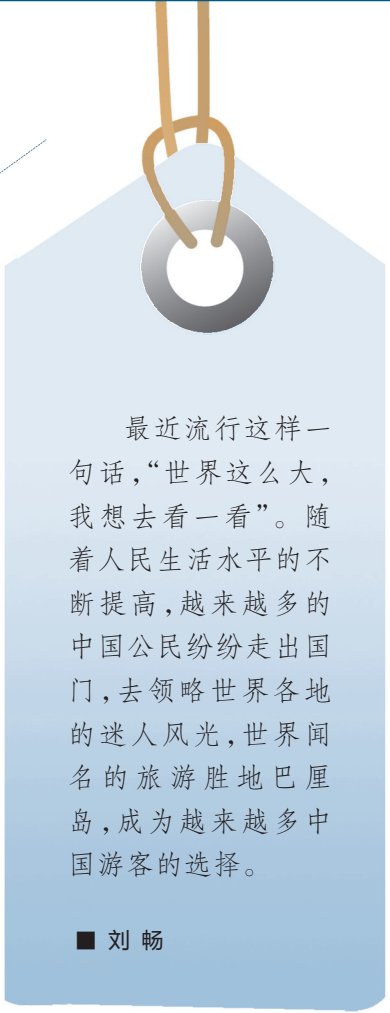 最近流行这样一
句话，“世界这么大，
我想去看一看”。随
着人民生活水平的不
断提高，越来越多的
中国公民纷纷走出国
门，去领略世界各地
的迷人风光，世界闻
名的旅游胜地巴厘
岛，成为越来越多中
国游客的选择。
■ 刘 畅